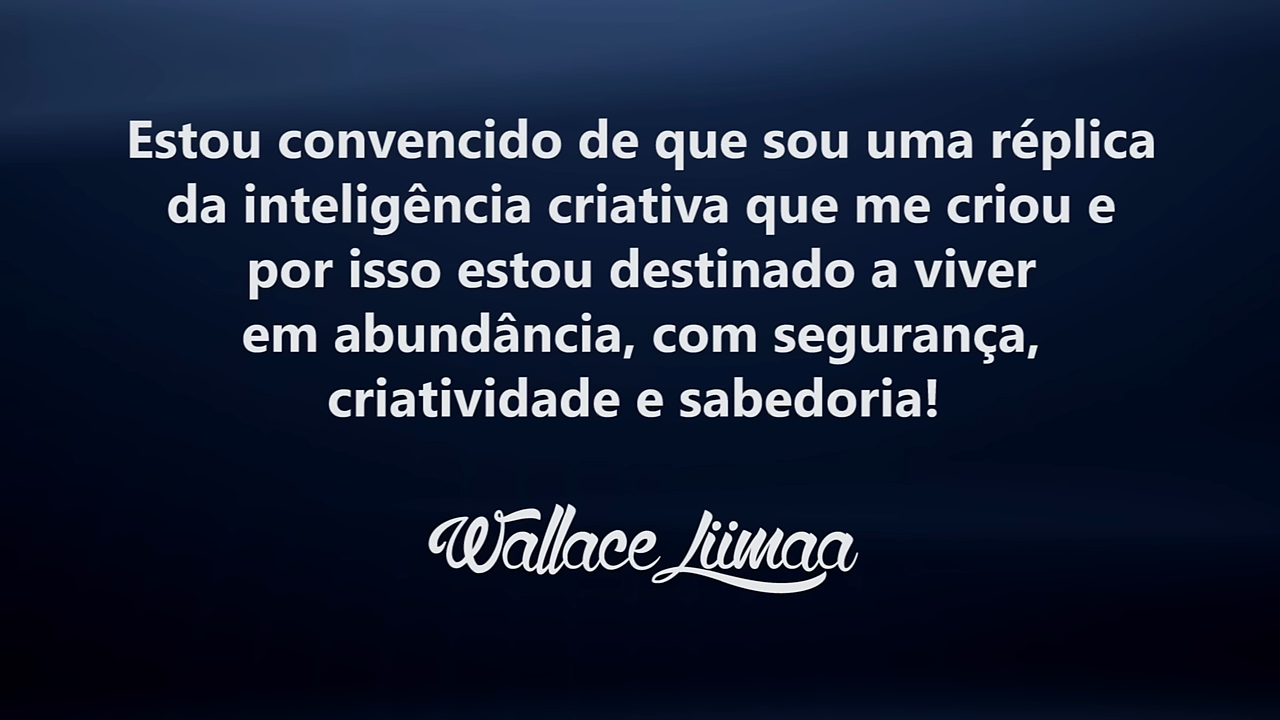 Estou convencido de que sou uma réplica
da inteligência criativa que me criou e
por isso estou destinado a viver
em abundância, com segurança,
criatividade e sabedoria!
Wallace Liimaa